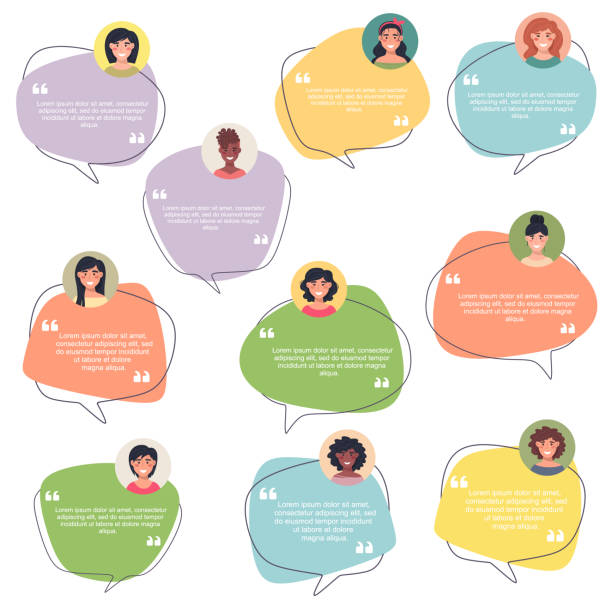 “
Lorem ipsum dolor sit amet, consectetur
adipiscing elit, sed do eiusmod tempor
incididunt ut labore et dolore magna
aliqua.
”
“
Lorem ipsum dolor sit amet, consectetur
adipiscing elit, sed do eiusmod tempor
incididunt ut labore et dolore magna
aliqua.
”
“
Lorem ipsum dolor sit amet, consectetur
adipiscing elit, sed do eiusmod tempor
incididunt ut labore et dolore magna
aliqua.
”
“
Lorem ipsum dolor sit amet, consectetur
adipiscing elit, sed do eiusmod tempor
incididunt ut labore et dolore magna
aliqua.
”
“
Lorem ipsum dolor sit amet,
consectetur adipiscing elit, sed
do eiusmod tempor incididunt
ut labore et dolore
magna aliqua.
”
“
Lorem ipsum dolor sit amet, consectetur
adipiscing elit, sed do eiusmod tempor
incididunt ut labore et dolore magna
aliqua.
”
“
Lorem ipsum dolor sit amet, consectetur
adipiscing elit, sed do eiusmod tempor
incididunt ut labore et dolore magna
aliqua.
”
“
Lorem ipsum dolor sit amet, consectetur
adipiscing elit, sed do eiusmod tempor
incididunt ut labore et dolore magna
aliqua.
”
“
Lorem ipsum dolor sit amet,
consectetur adipiscing elit, sed
do eiusmod tempor incididunt
ut labore et dolore magna
aliqua.
”
“
Lorem ipsum dolor sit amet,
consectetur adipiscing elit, sed do
eiusmod tempor incididunt ut
labore et dolore magna aliqua.
”